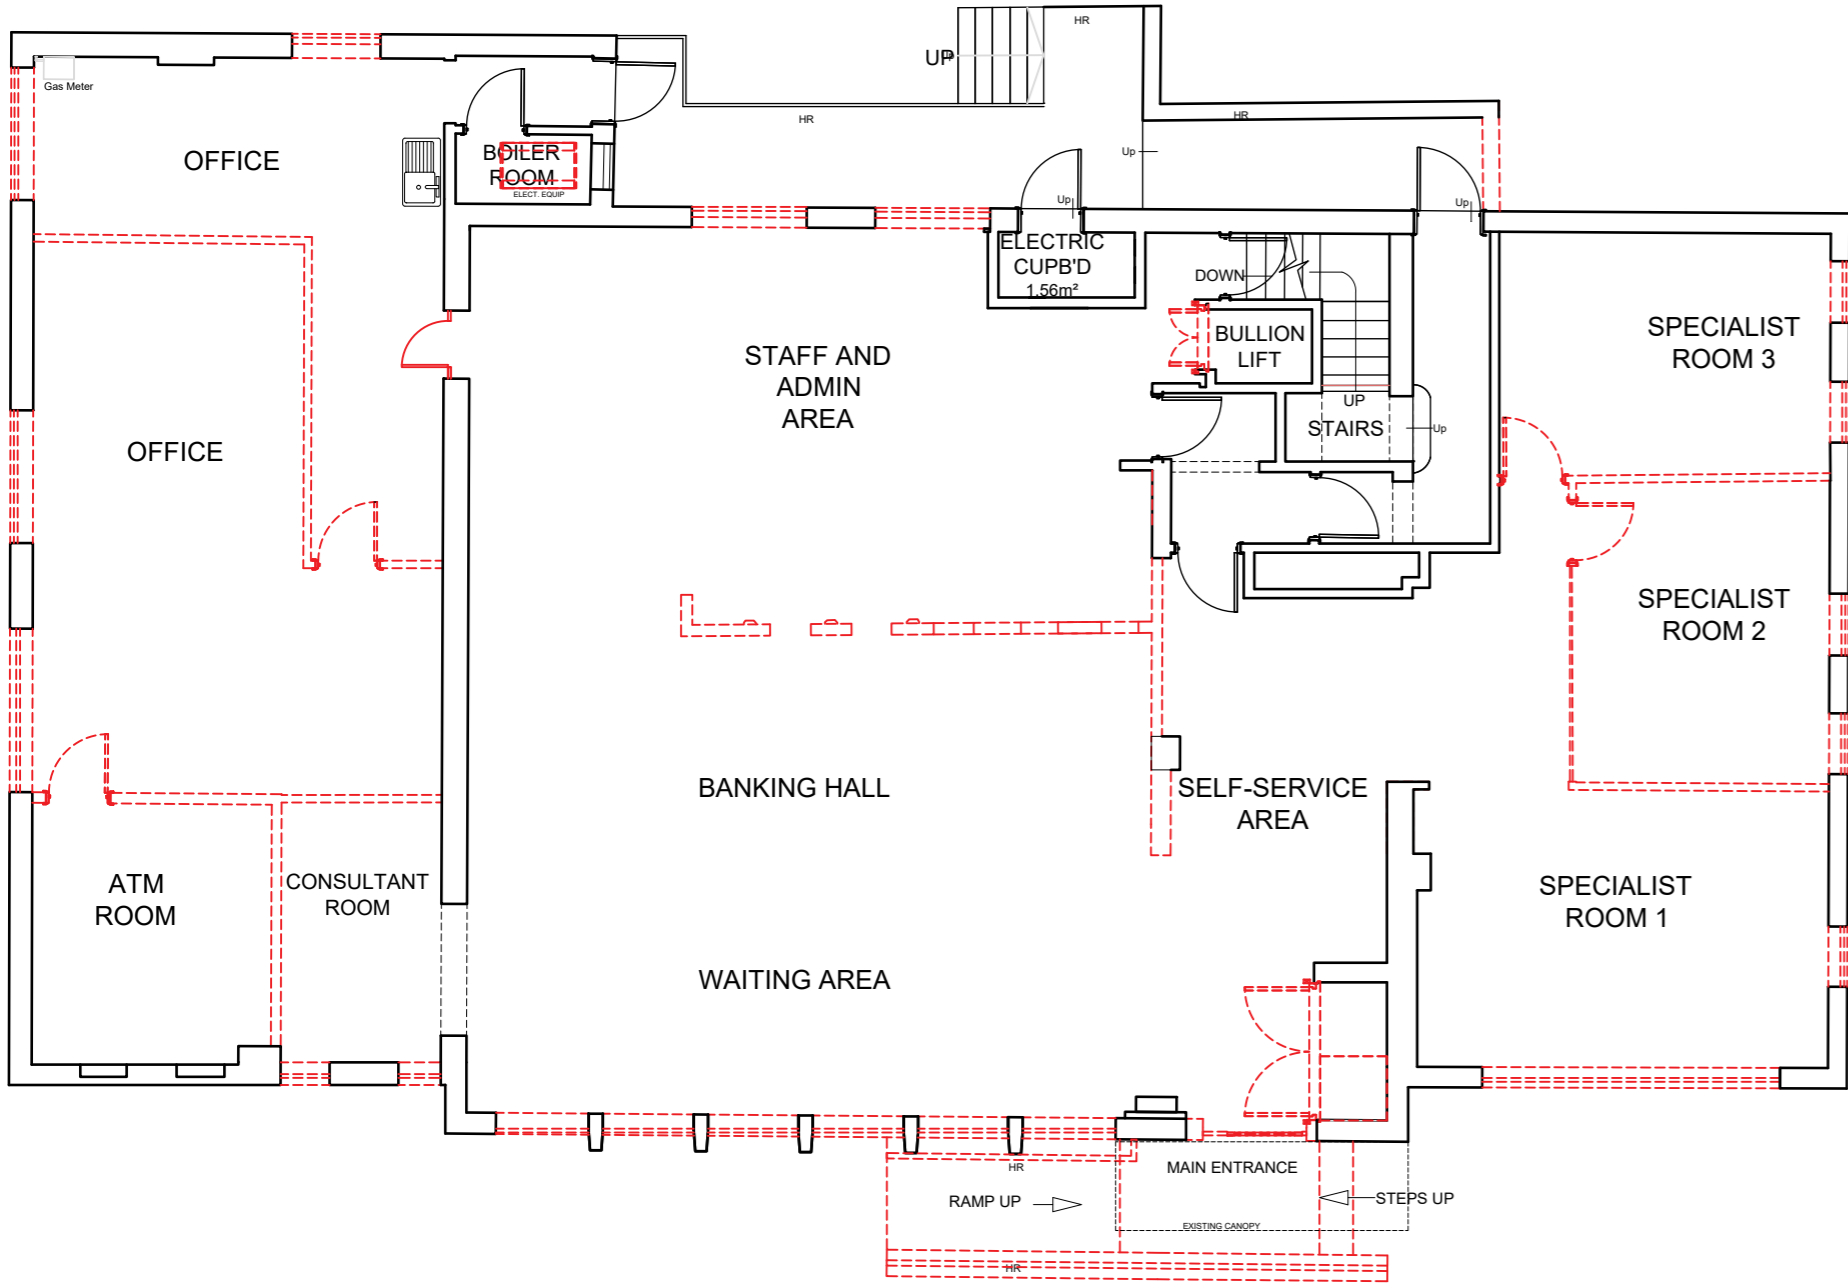 HR
UP
Gas Meter
HR
HR
OFFICE
BOILER
ROOM
ELECT. EQUIP
Up
Up
Up
ELECTRIC
CUPB'D
1.56m²
DOWN
BULLION
LIFT
SPECIALIST
ROOM 3
STAFF AND
ADMIN
AREA
UP
STAIRS
Up
OFFICE
SPECIALIST
ROOM 2
BANKING HALL
SELF-SERVICE
AREA
ATM
ROOM
CONSULTANT
ROOM
SPECIALIST
ROOM 1
WAITING AREA
HR
MAIN ENTRANCE
RAMP UP
STEPS UP
EXISTING CANOPY
HR